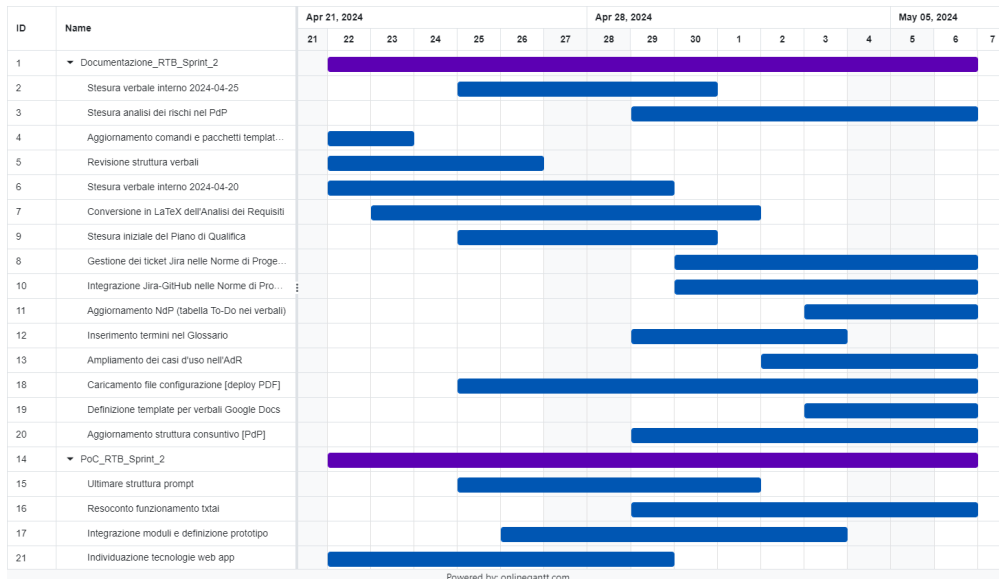 ID Name Apr 21, 2024 Apr 28, 2024 May 05, 2024
21 22 23 24 25 26 27 28 29 30 1 2 3 4 5 6 7
1 Documentazione_RTB_Sprint_2
2 Stesura verbale interno 2024-04-25
3 Stesura analisi dei rischi nel PdP
4 Aggiornamento comandi e pacchetti templat...
5 Revisione struttura verbali
6 Stesura verbale interno 2024-04-20
7 Conversione in LaTeX dell'Analisi dei Requisiti
9 Stesura iniziale del Piano di Qualifica
8 Gestione dei ticket Jira nelle Norme di Proge...
10 Integrazione Jira-GitHub nelle Norme di Pro...
11 Aggiornamento NdP (tabella To-Do nei verbali)
12 Inserimento termini nel Glossario
13 Ampliamento dei casi d'uso nell'AdR
18 Caricamento file configurazione [deploy PDF]
19 Definizione template per verbali Google Docs
20 Aggiornamento struttura consuntivo [PdP]
14 PoC_RTB_Sprint_2
15 Ultimare struttura prompt
16 Resoconto funzionamento txtai
17 Integrazione moduli e definizione prototipo
21 Individuazione tecnologie web app
Powered by: onlinegantt.com